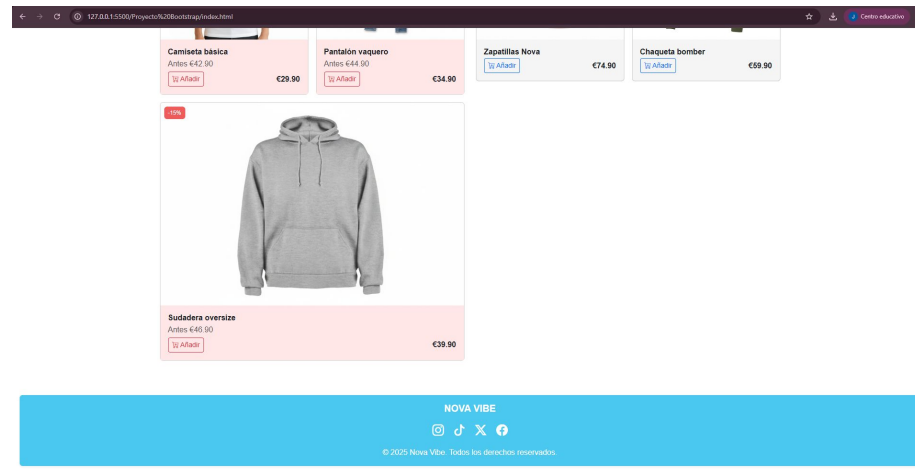 127.0.0.1:5500/Proyecto%20Bootstrap/index.html
J Centro educativo
Camiseta básica
Antes €42.90
Añadir €29.90
Pantalón vaquero
Antes €44.90
Añadir €34.90
Zapatillas Nova
Añadir €74.90
Chaqueta bomber
Añadir €59.90
-15%
Sudadera oversize
Antes €46.90
Añadir €39.90
NOVA VIBE
© 2025 Nova Vibe. Todos los derechos reservados.